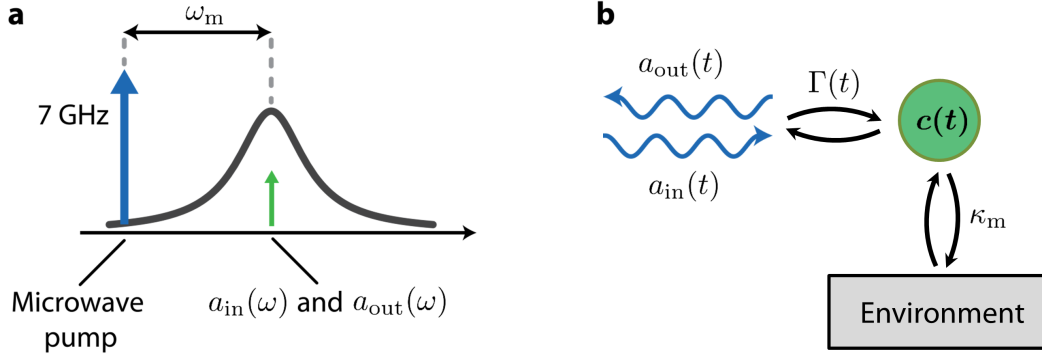 a
ω_m
7 GHz
Microwave
pump
a_in(ω) and a_out(ω)
b
a_out(t)
Γ(t)
c(t)
a_in(t)
κ_m
Environment